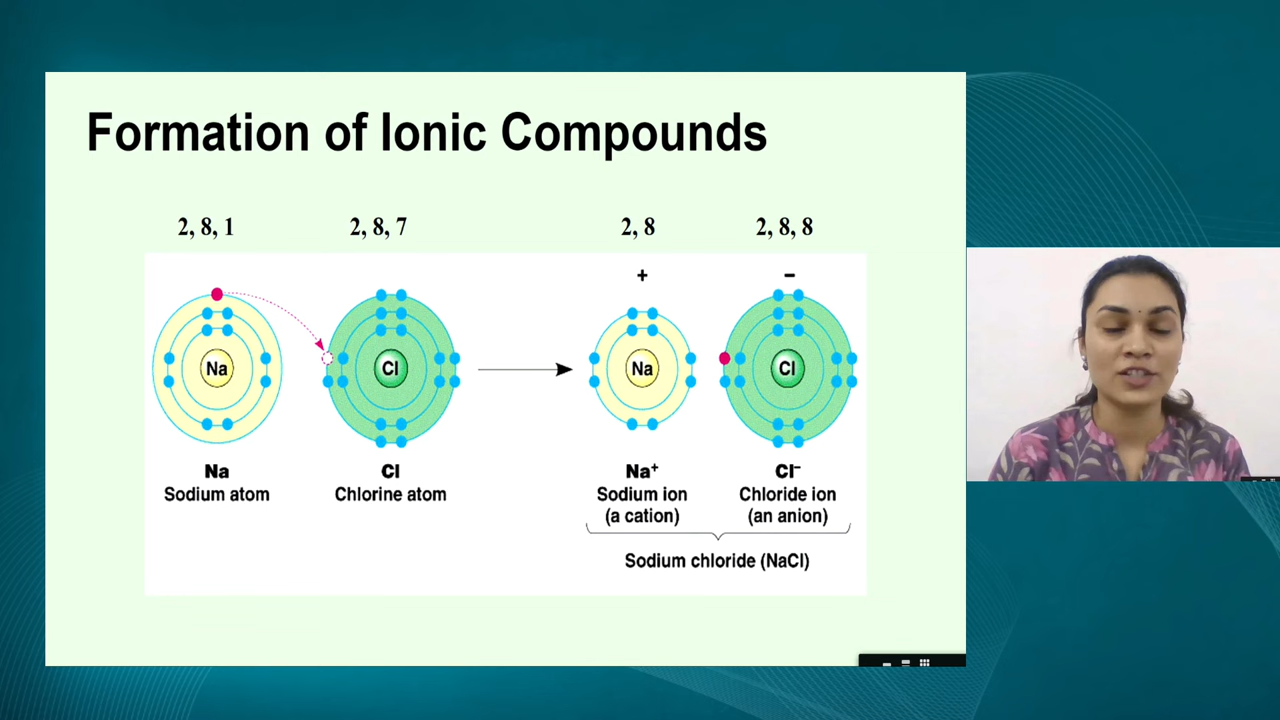 Formation of Ionic Compounds
2, 8, 1
2, 8, 7
2, 8
2, 8, 8
+
−
Na
Cl
Na
Cl
Na
Sodium atom
Cl
Chlorine atom
Na⁺
Sodium ion
(a cation)
Cl⁻
Chloride ion
(an anion)
Sodium chloride (NaCl)